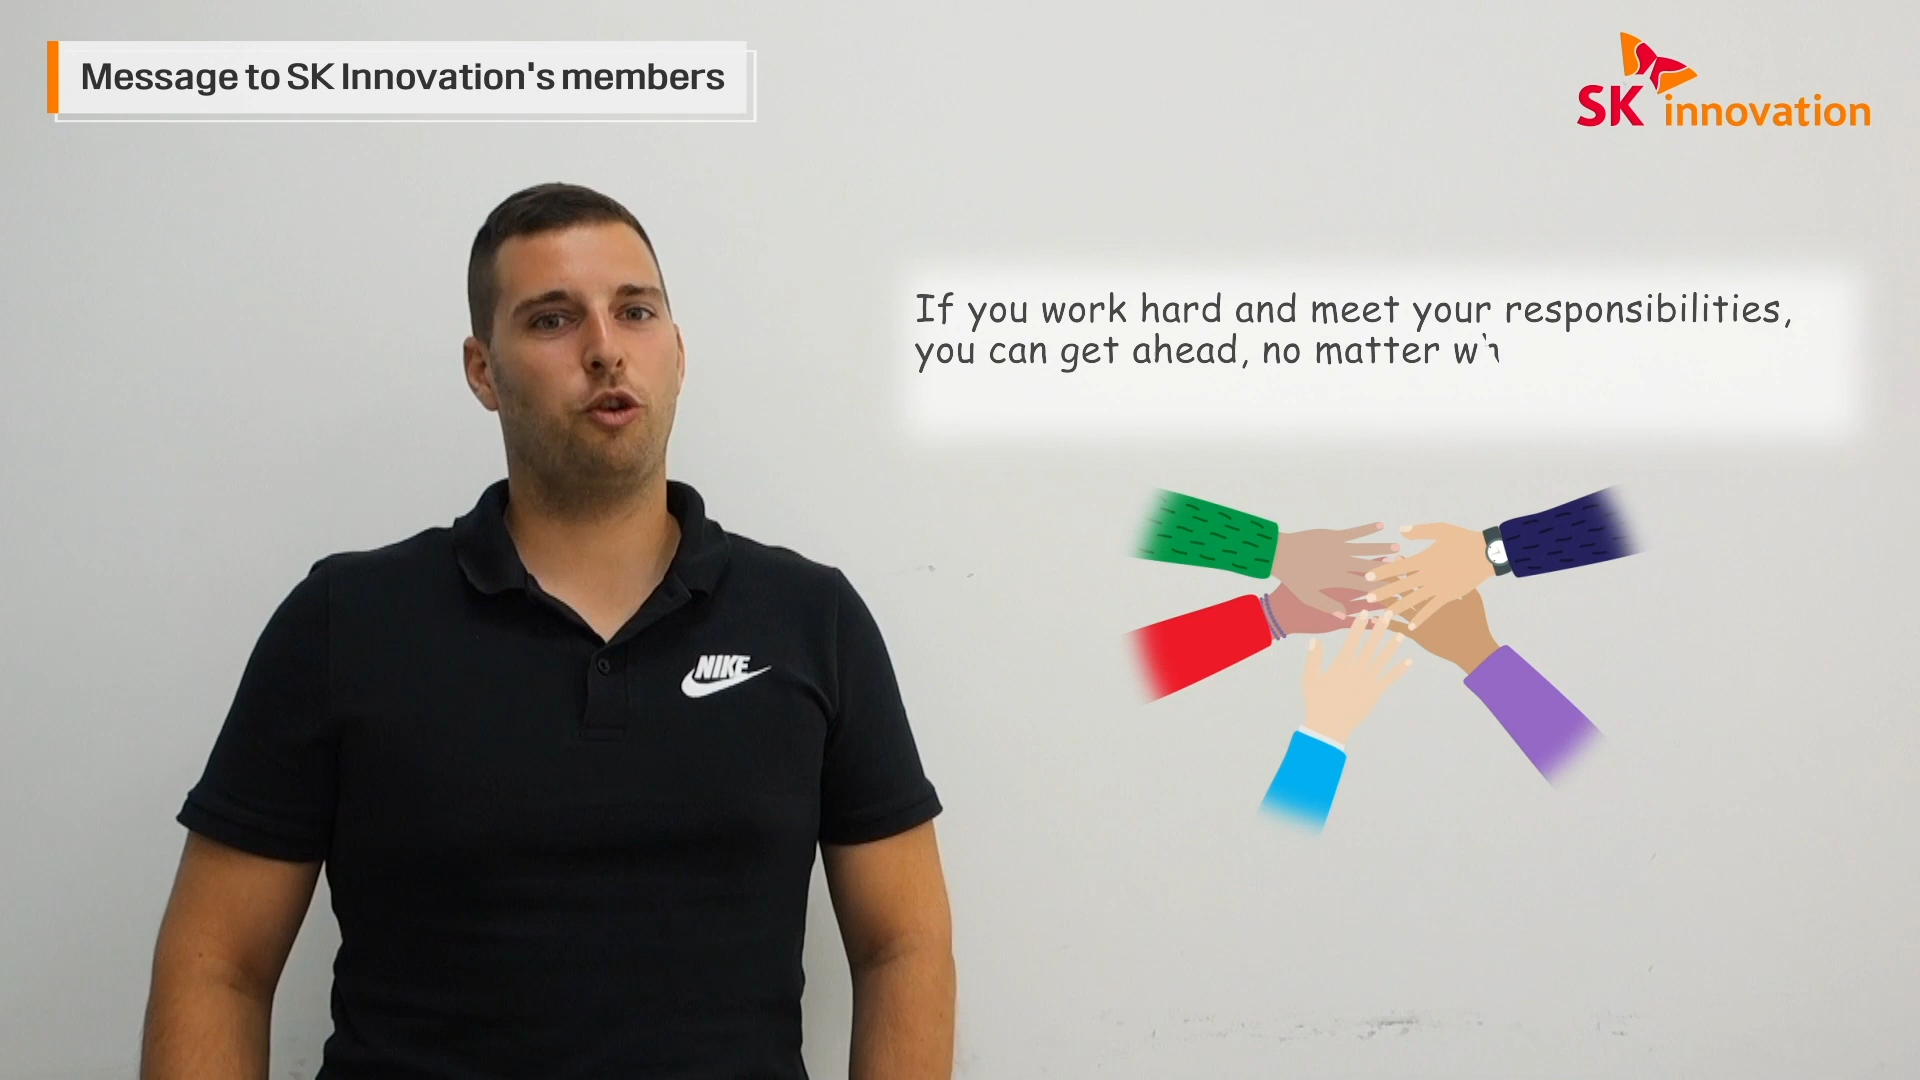 Message to SK Innovation's members
SK innovation
If you work hard and meet your responsibilities,
you can get ahead, no matter
NIKE